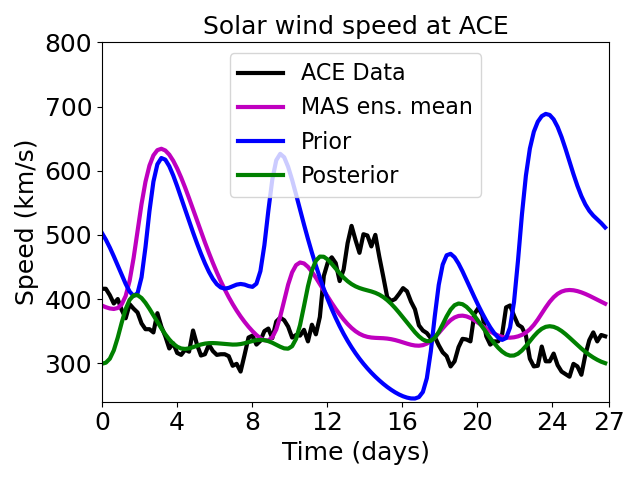 Solar wind speed at ACE
Speed (km/s)
800
700
600
500
400
300
ACE Data
MAS ens. mean
Prior
Posterior
0 4 8 12 16 20 24 27
Time (days)